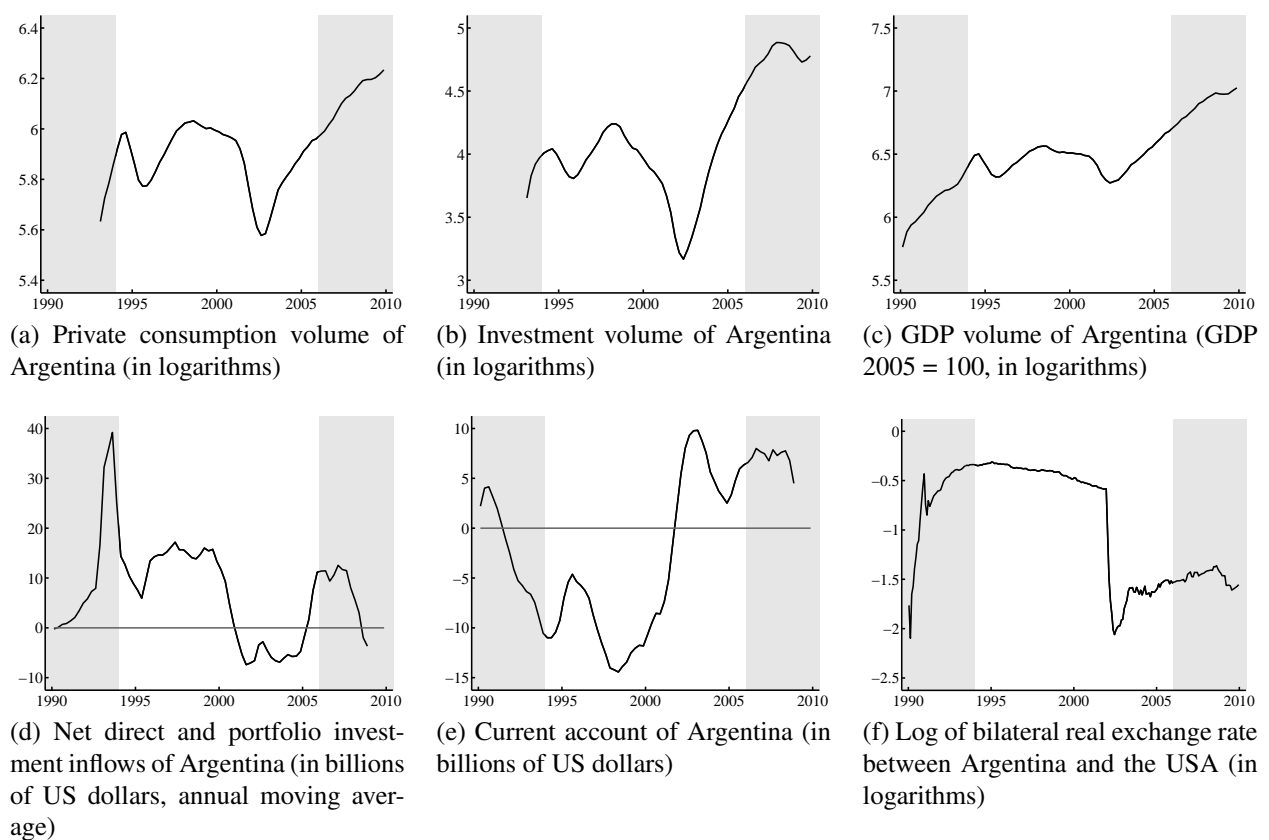 6.4
6.2
6
5.8
5.6
5.4
1990 1995 2000 2005 2010
(a) Private consumption volume of
Argentina (in logarithms)
5
4.5
4
3.5
3
1990 1995 2000 2005 2010
(b) Investment volume of Argentina
(in logarithms)
7.5
7
6.5
6
5.5
1990 1995 2000 2005 2010
(c) GDP volume of Argentina (GDP
2005 = 100, in logarithms)
40
30
20
10
0
−10
1990 1995 2000 2005 2010
(d) Net direct and portfolio invest-
ment inflows of Argentina (in billions
of US dollars, annual moving aver-
age)
10
5
0
−5
−10
−15
1990 1995 2000 2005 2010
(e) Current account of Argentina (in
billions of US dollars)
0
−0.5
−1
−1.5
−2
−2.5
1990 1995 2000 2005 2010
(f) Log of bilateral real exchange rate
between Argentina and the USA (in
logarithms)